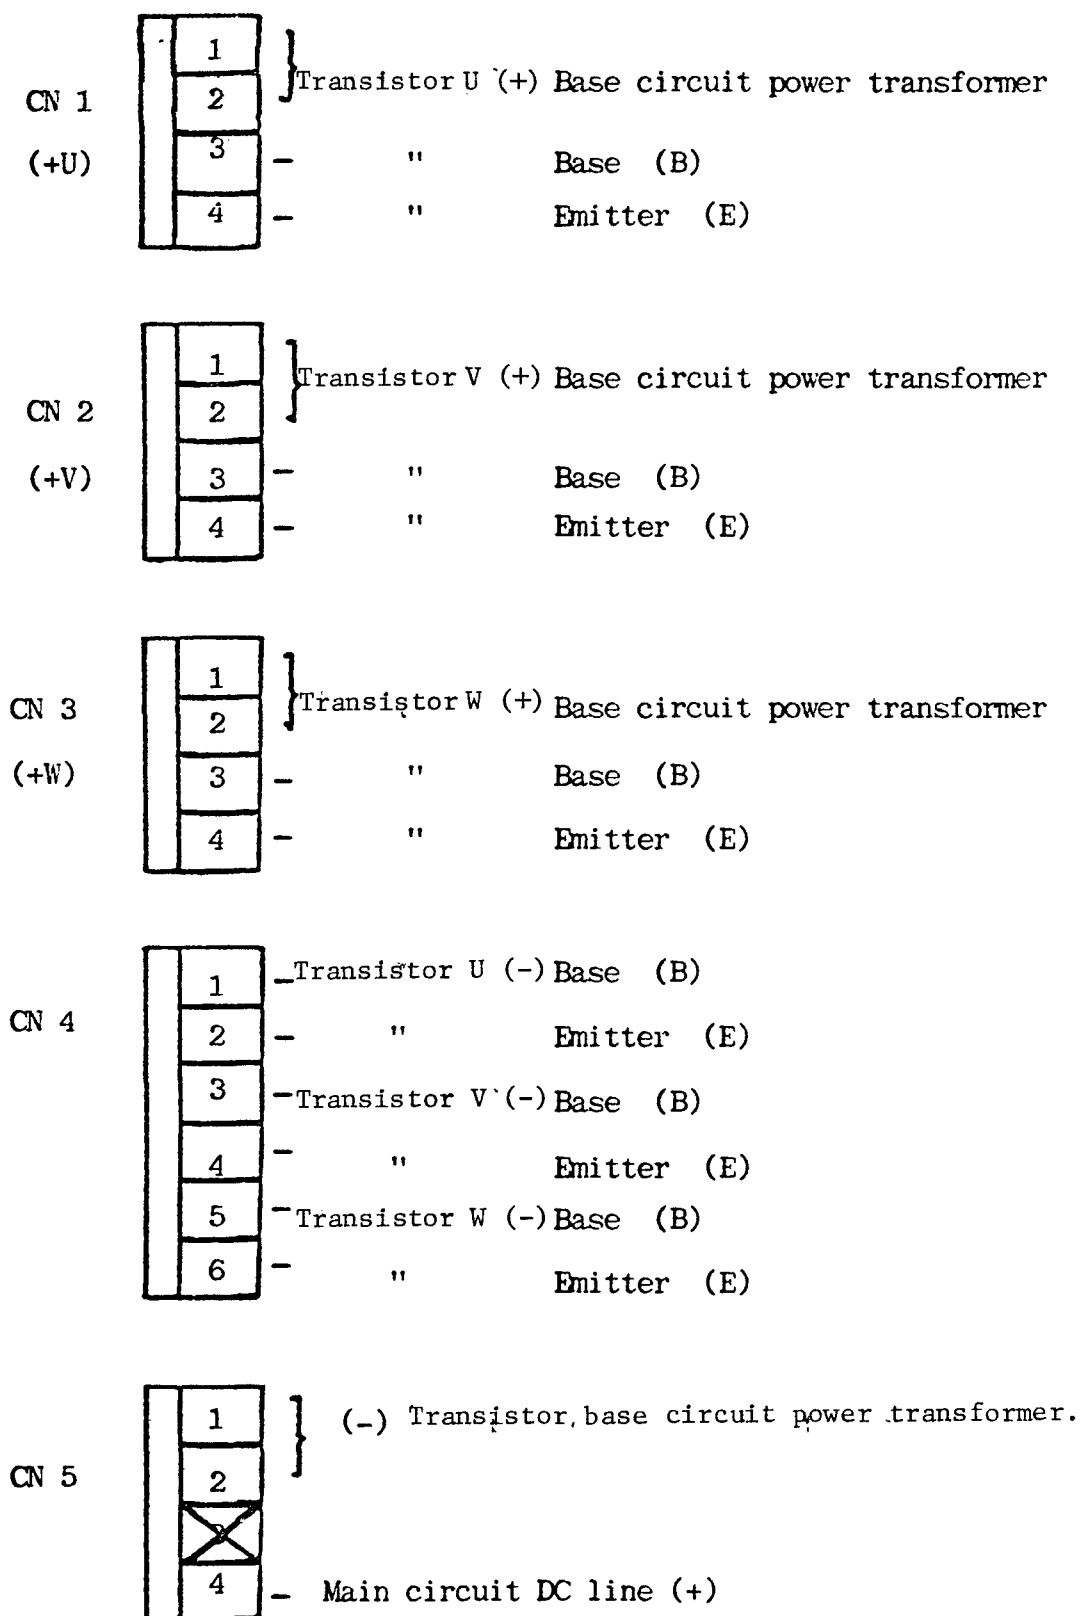 1
Transistor U (+) Base circuit power transformer
CN 1
2
(+U)
3 - " Base (B)
4 - " Emitter (E)
1
Transistor V (+) Base circuit power transformer
CN 2
2
(+V)
3 - " Base (B)
4 - " Emitter (E)
1
CN 3
Transistor W (+) Base circuit power transformer
2
(+W)
3 - " Base (B)
4 - " Emitter (E)
1 - Transistor U (-) Base (B)
CN 4
2 - " Emitter (E)
3 - Transistor V (-) Base (B)
4 - " Emitter (E)
5 - Transistor W (-) Base (B)
6 - " Emitter (E)
1
(-) Transistor, base circuit power transformer.
CN 5
2
4 - Main circuit DC line (+)